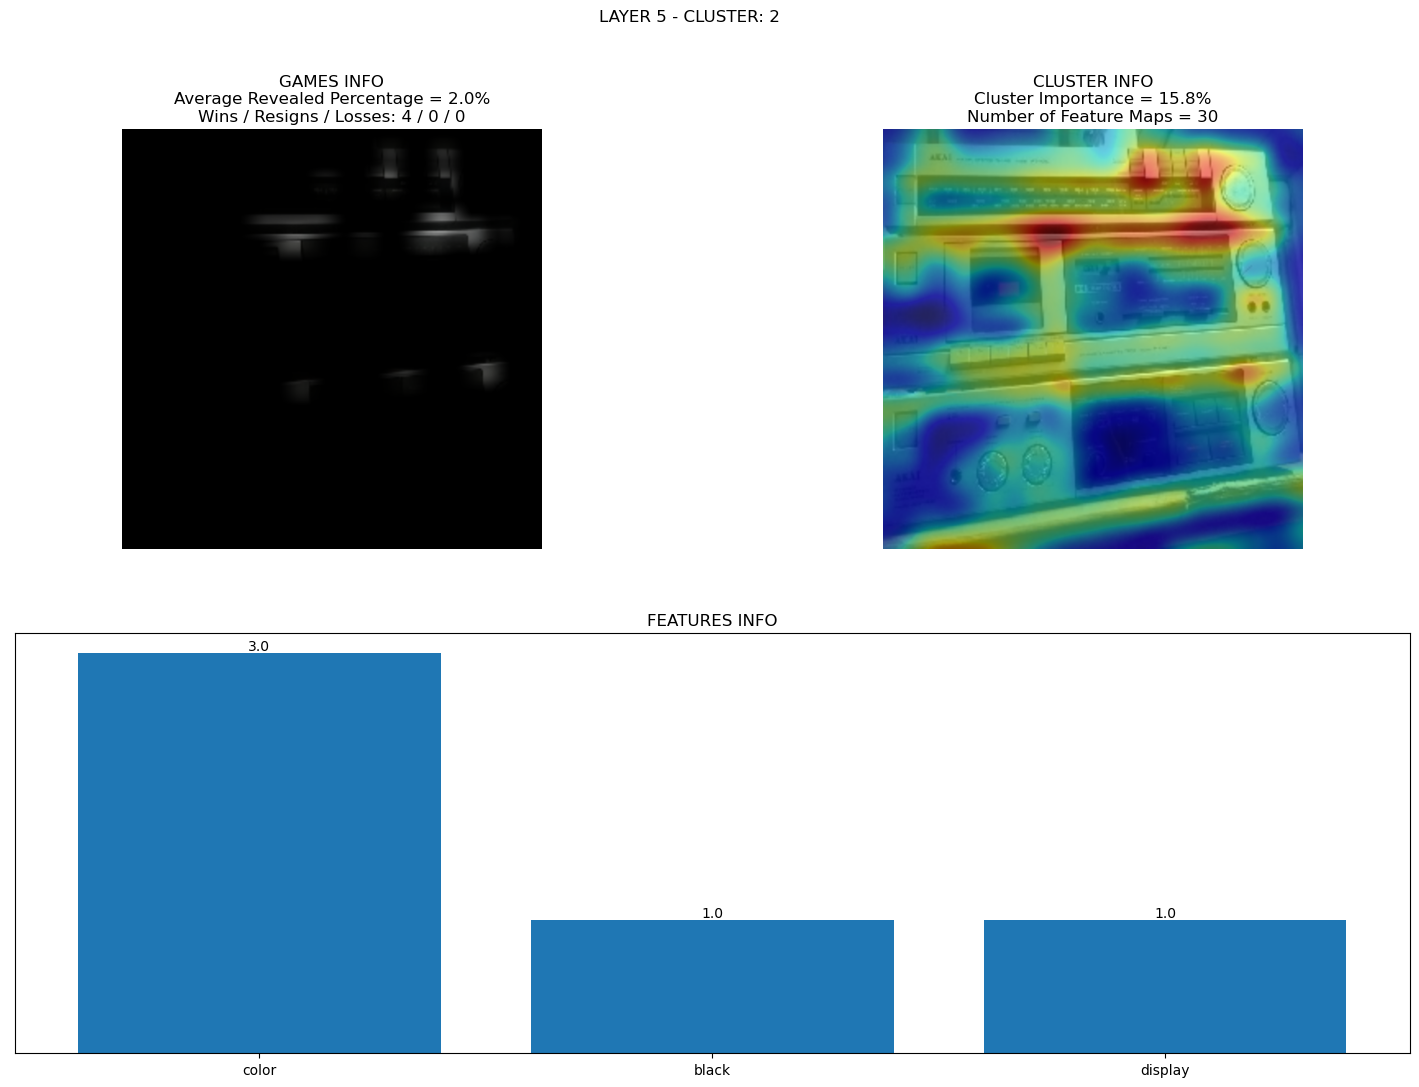 LAYER 5 - CLUSTER: 2
GAMES INFO
Average Revealed Percentage = 2.0%
Wins / Resigns / Losses: 4 / 0 / 0
CLUSTER INFO
Cluster Importance = 15.8%
Number of Feature Maps = 30
AKAI
FEATURES INFO
3.0
1.0
1.0
color
black
display